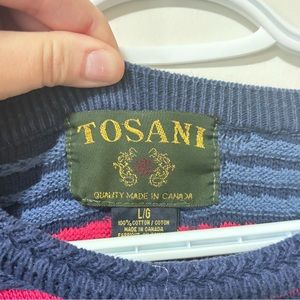 TOSANI
QUALITY MADE IN CANADA
L/G
100% COTTON / COTON
MADE IN CANADA